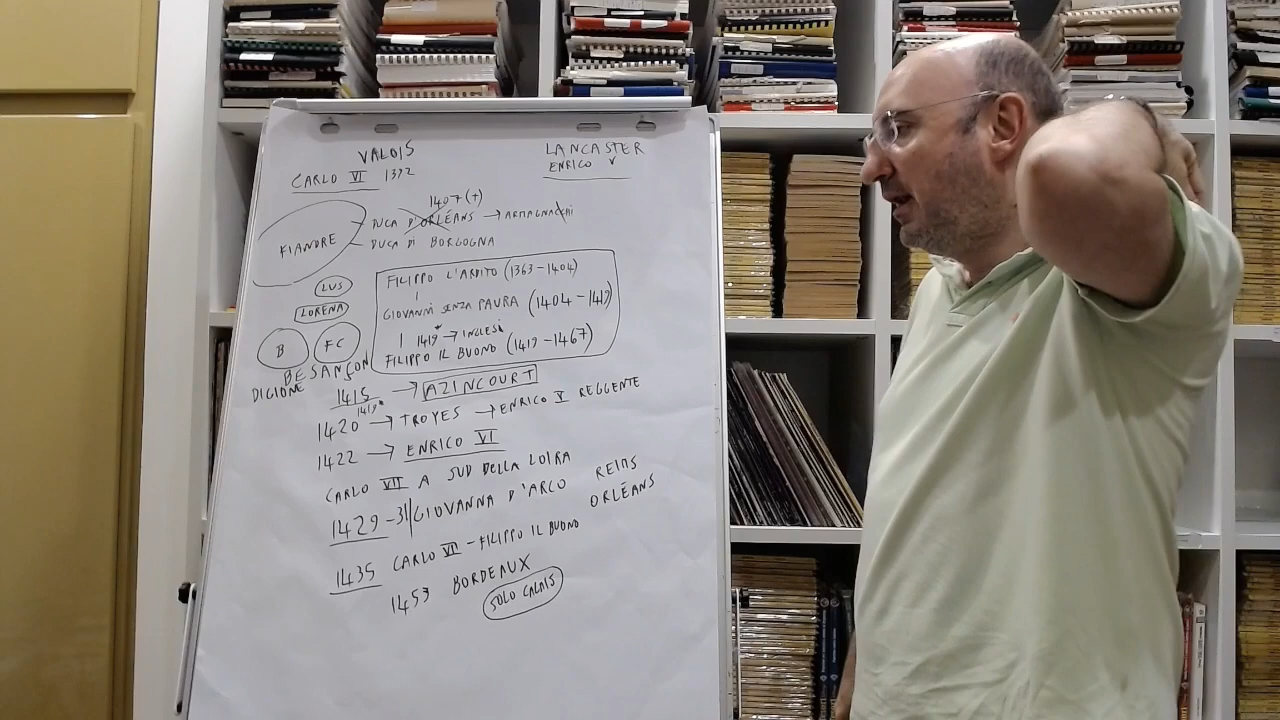 VALOIS
LANCASTER
CARLO VI 1392
ENRICO V
1407 (+)
DUCA D'ORLÉANS → ARMAGNACCHI
FIANDRE
DUCA DI BORGOGNA
FILIPPO L'ARDITO (1363-1404)
LUS
GIOVANNI SENZA PAURA (1404-1419)
LORENA
1419 → INGLESI
B
FC
FILIPPO IL BUONO (1419-1467)
BESANÇON
DIGIONE
1415 → AZINCOURT
1419
1420 → TROYES → ENRICO V REGGENTE
1422 → ENRICO VI
CARLO VII A SUD DELLA LOIRA
REIMS
1429-31 GIOVANNA D'ARCO
ORLÉANS
1435 CARLO VII - FILIPPO IL BUONO
1453 BORDEAUX
SOLO CALAIS